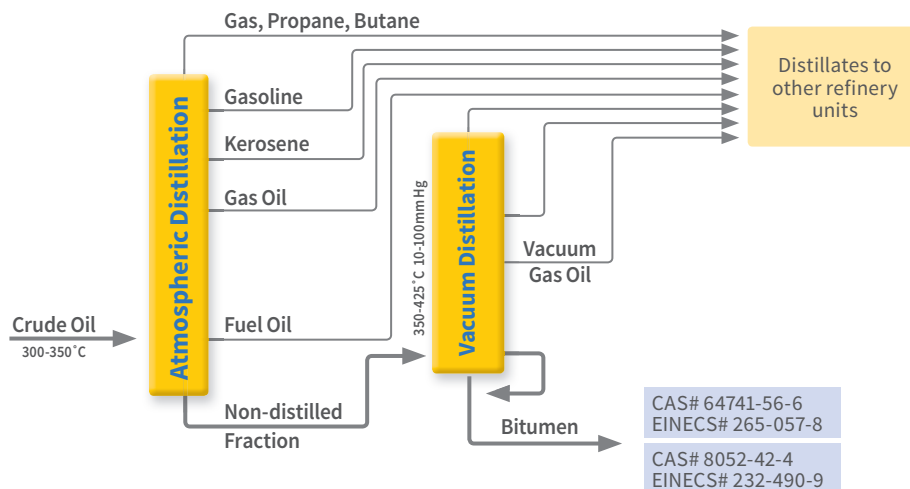 Gas, Propane, Butane
Distillates to
other refinery
units
Atmospheric Distillation
Gasoline
Kerosene
Gas Oil
Fuel Oil
Crude Oil
300-350˚C
Non-distilled
Fraction
350-425˚C 10-100mmHg
Vacuum Distillation
Vacuum
Gas Oil
Bitumen
CAS# 64741-56-6
EINECS# 265-057-8
CAS# 8052-42-4
EINECS# 232-490-9